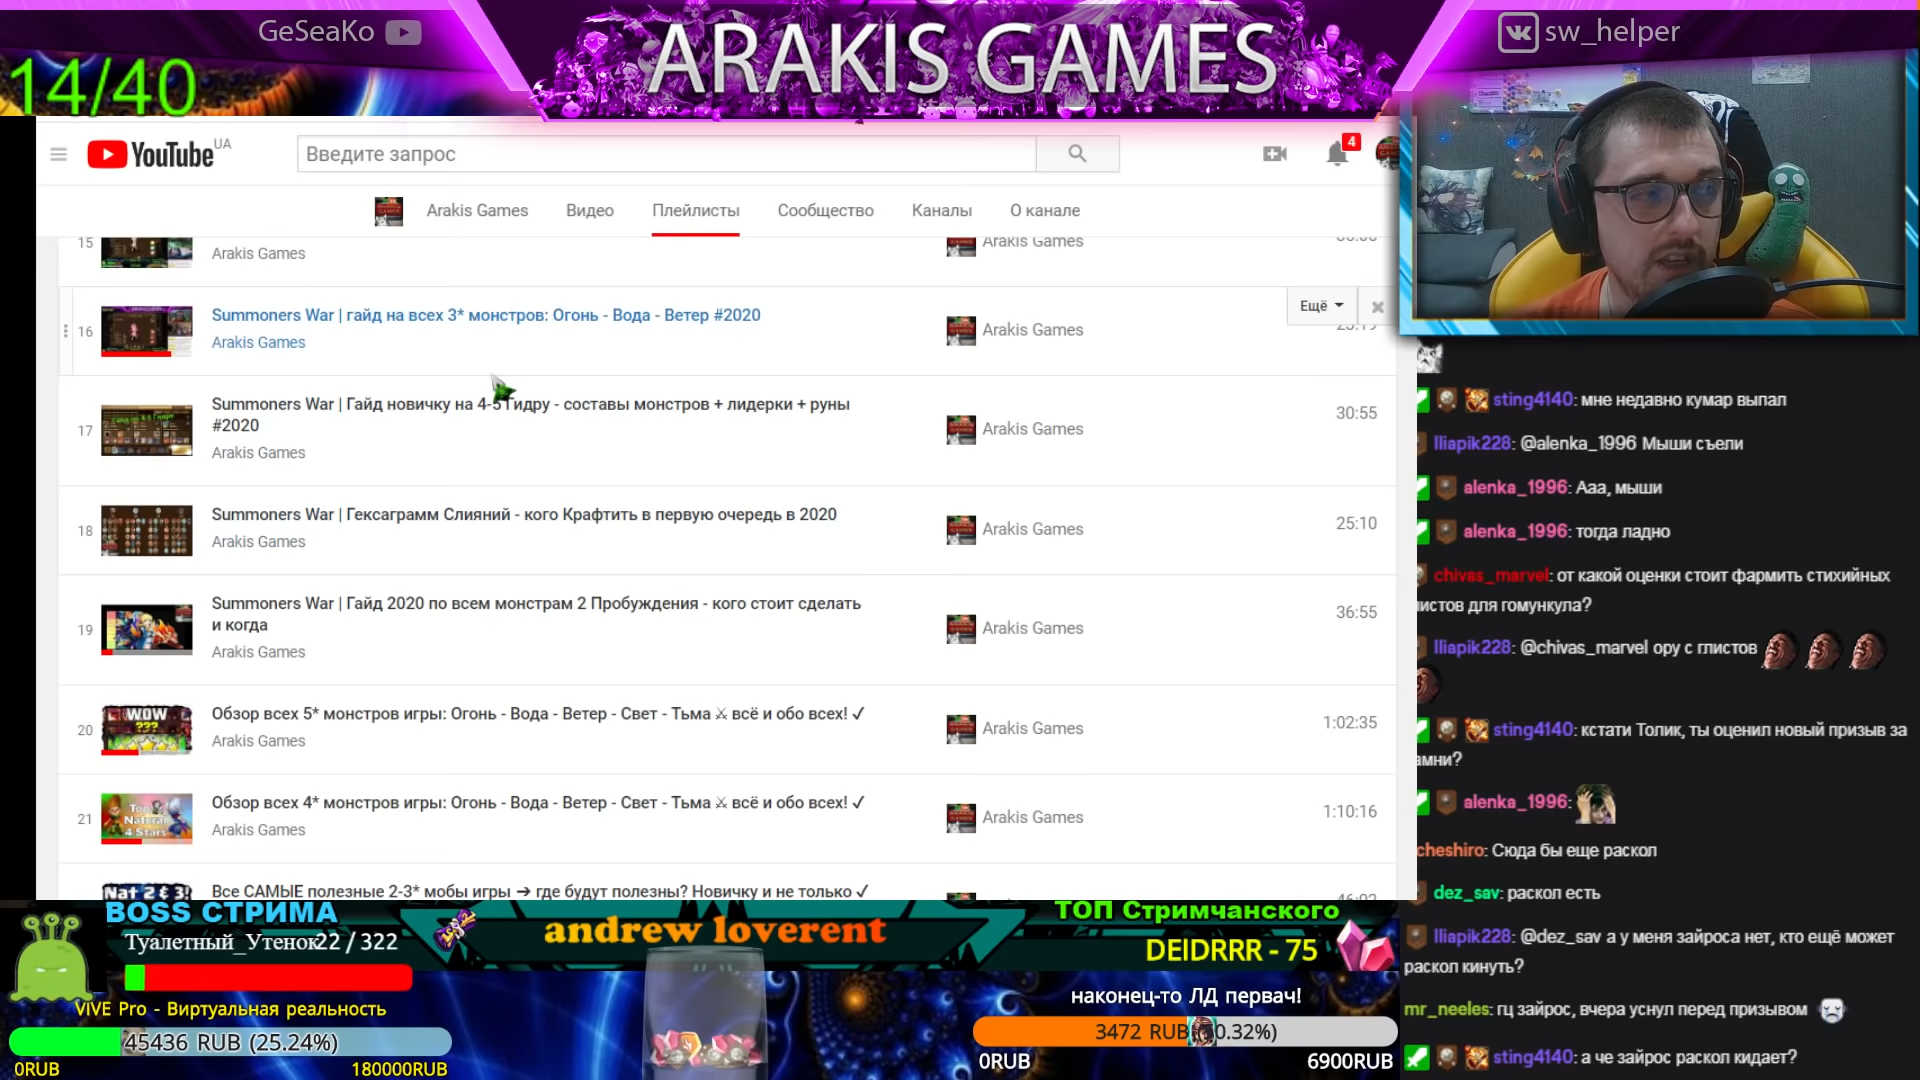 GeSeaKo
ARAKIS GAMES
sw_helper
14/40
YouTube UA
Введите запрос
4
Arakis Games Видео Плейлисты Сообщество Каналы О канале
15 Arakis Games Arakis Games
16 Summoners War | гайд на всех 3* монстров: Огонь - Вода - Ветер #2020
Arakis Games
Arakis Games
Ещё
17 Summoners War | Гайд новичку на 4-5 Гидру - составы монстров + лидерки + руны
#2020
Arakis Games
Arakis Games
30:55
18 Summoners War | Гексаграмм Слияний - кого Крафтить в первую очередь в 2020
Arakis Games
Arakis Games
25:10
19 Summoners War | Гайд 2020 по всем монстрам 2 Пробуждения - кого стоит сделать
и когда
Arakis Games
Arakis Games
36:55
20 Обзор всех 5* монстров игры: Огонь - Вода - Ветер - Свет - Тьма ⚔ всё и обо всех! ✓
Arakis Games
Arakis Games
1:02:35
WOW
???
21 Обзор всех 4* монстров игры: Огонь - Вода - Ветер - Свет - Тьма ⚔ всё и обо всех! ✓
Arakis Games
Arakis Games
1:10:16
Top
Natural
4 Stars
Nat 2 & 3
Все САМЫЕ полезные 2-3* мобы игры ➔ где будут полезны? Новичку и не только ✓
sting4140: мне недавно кумар выпал
lliapik228: @alenka_1996 Мыши съели
alenka_1996: Ааа, мыши
alenka_1996: тогда ладно
chivas_marvel: от какой оценки стоит фармить стихийных
листов для гомункула?
lliapik228: @chivas_marvel ору с глистов
sting4140: кстати Толик, ты оценил новый призыв за
амни?
alenka_1996:
cheshiro: Сюда бы еще раскол
dez_sav: раскол есть
lliapik228: @dez_sav а у меня зайроса нет, кто ещё может
раскол кинуть?
mr_neeles: гц зайрос, вчера уснул перед призывом
sting4140: а че зайрос раскол кидает?
BOSS СТРИМА
Туалетный_Утенок 22 / 322
VIVE Pro - Виртуальная реальность
45436 RUB (25.24%)
0RUB 180000RUB
andrew loverent
ТОП Стримчанского
DEIDRRR - 75
наконец-то ЛД первач!
3472 RUB 0.32%)
0RUB 6900RUB